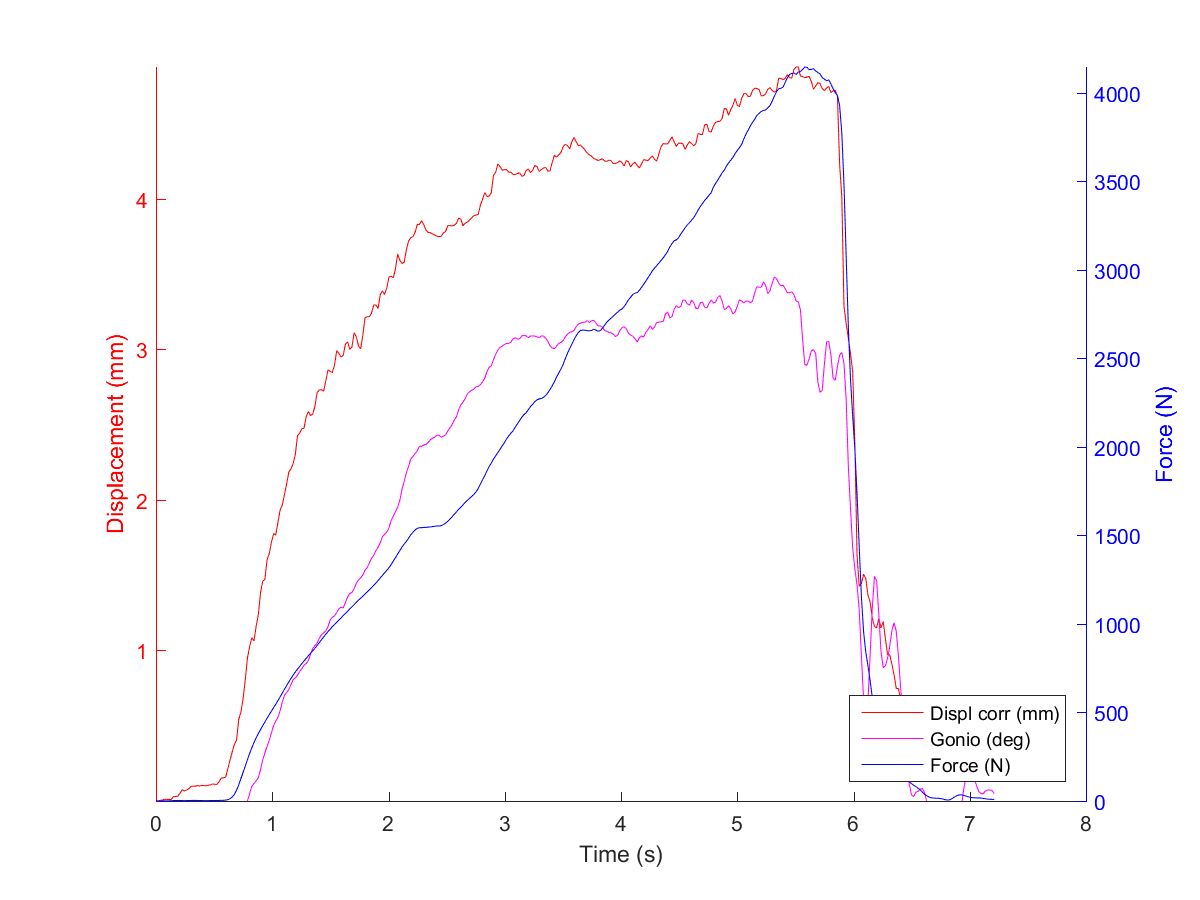 4
3
2
1
Displacement (mm)
4000
3500
3000
2500
2000
1500
1000
500
0
Force (N)
Displ corr (mm)
Gonio (deg)
Force (N)
0 1 2 3 4 5 6 7 8
Time (s)